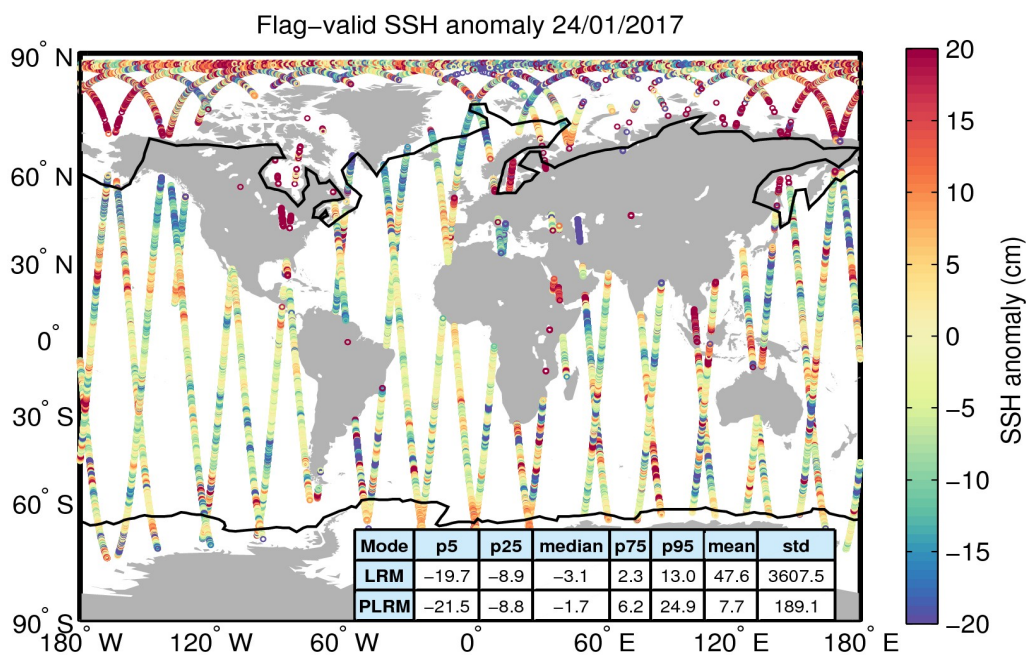 Flag−valid SSH anomaly 24/01/2017
90° N
60° N
30° N
0°
30° S
60° S
90° S
180° W 120° W 60° W 0° 60° E 120° E 180° E
Mode p5 p25 median p75 p95 mean std
LRM −19.7 −8.9 −3.1 2.3 13.0 47.6 3607.5
PLRM −21.5 −8.8 −1.7 6.2 24.9 7.7 189.1
20
15
10
5
0
−5
−10
−15
−20
SSH anomaly (cm)